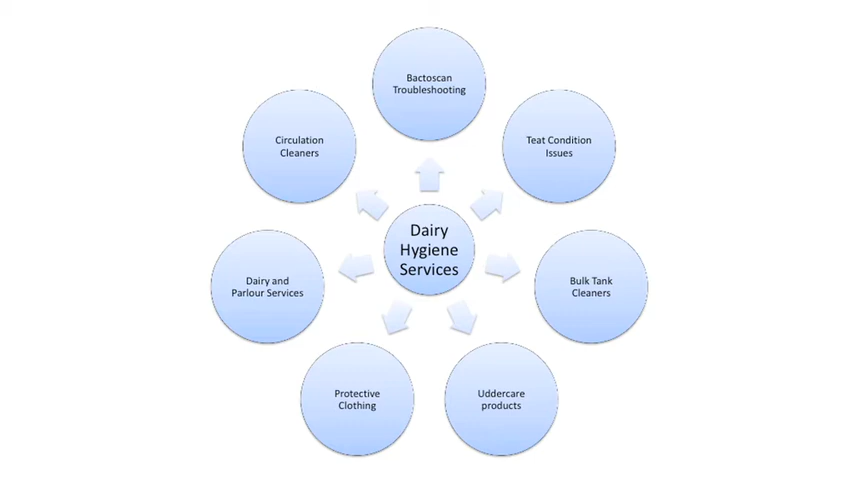 Bactoscan
Troubleshooting
Circulation
Cleaners
Teat Condition
Issues
Dairy
Hygiene
Services
Dairy and
Parlour Services
Bulk Tank
Cleaners
Protective
Clothing
Uddercare
products